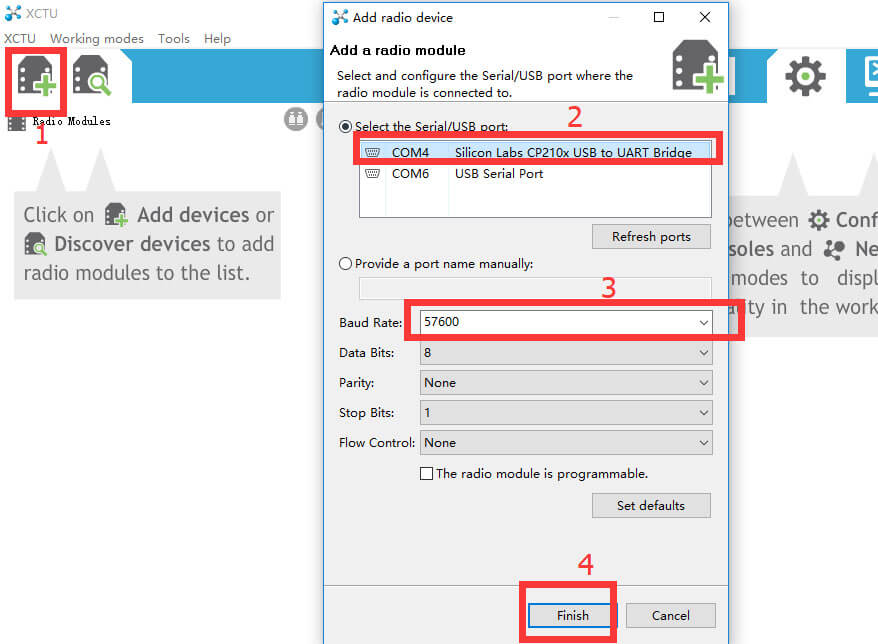 XCTU
XCTU Working modes Tools Help
1
Radio Modules
Click on Add devices or
Discover devices to add
radio modules to the list.
Add radio device
Add a radio module
Select and configure the Serial/USB port where the
radio module is connected to.
2
Select the Serial/USB port:
COM4 Silicon Labs CP210x USB to UART Bridge
COM6 USB Serial Port
Refresh ports
Provide a port name manually:
3
Baud Rate: 57600
Data Bits: 8
Parity: None
Stop Bits: 1
Flow Control: None
The radio module is programmable.
Set defaults
4
Finish Cancel
between Conf
soles and Ne
modes to displ
ity in the work